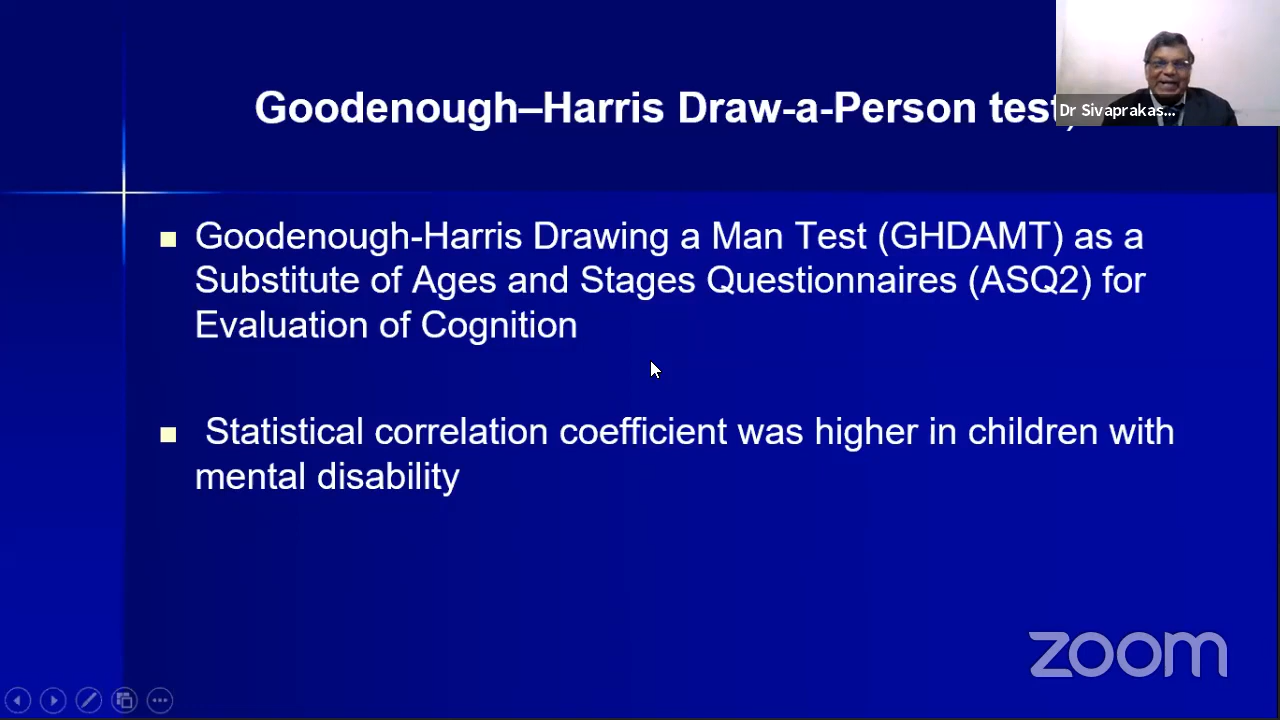 Goodenough–Harris Draw-a-Person test,
Dr Sivaprakas...
Goodenough-Harris Drawing a Man Test (GHDAMT) as a
Substitute of Ages and Stages Questionnaires (ASQ2) for
Evaluation of Cognition
Statistical correlation coefficient was higher in children with
mental disability
zoom